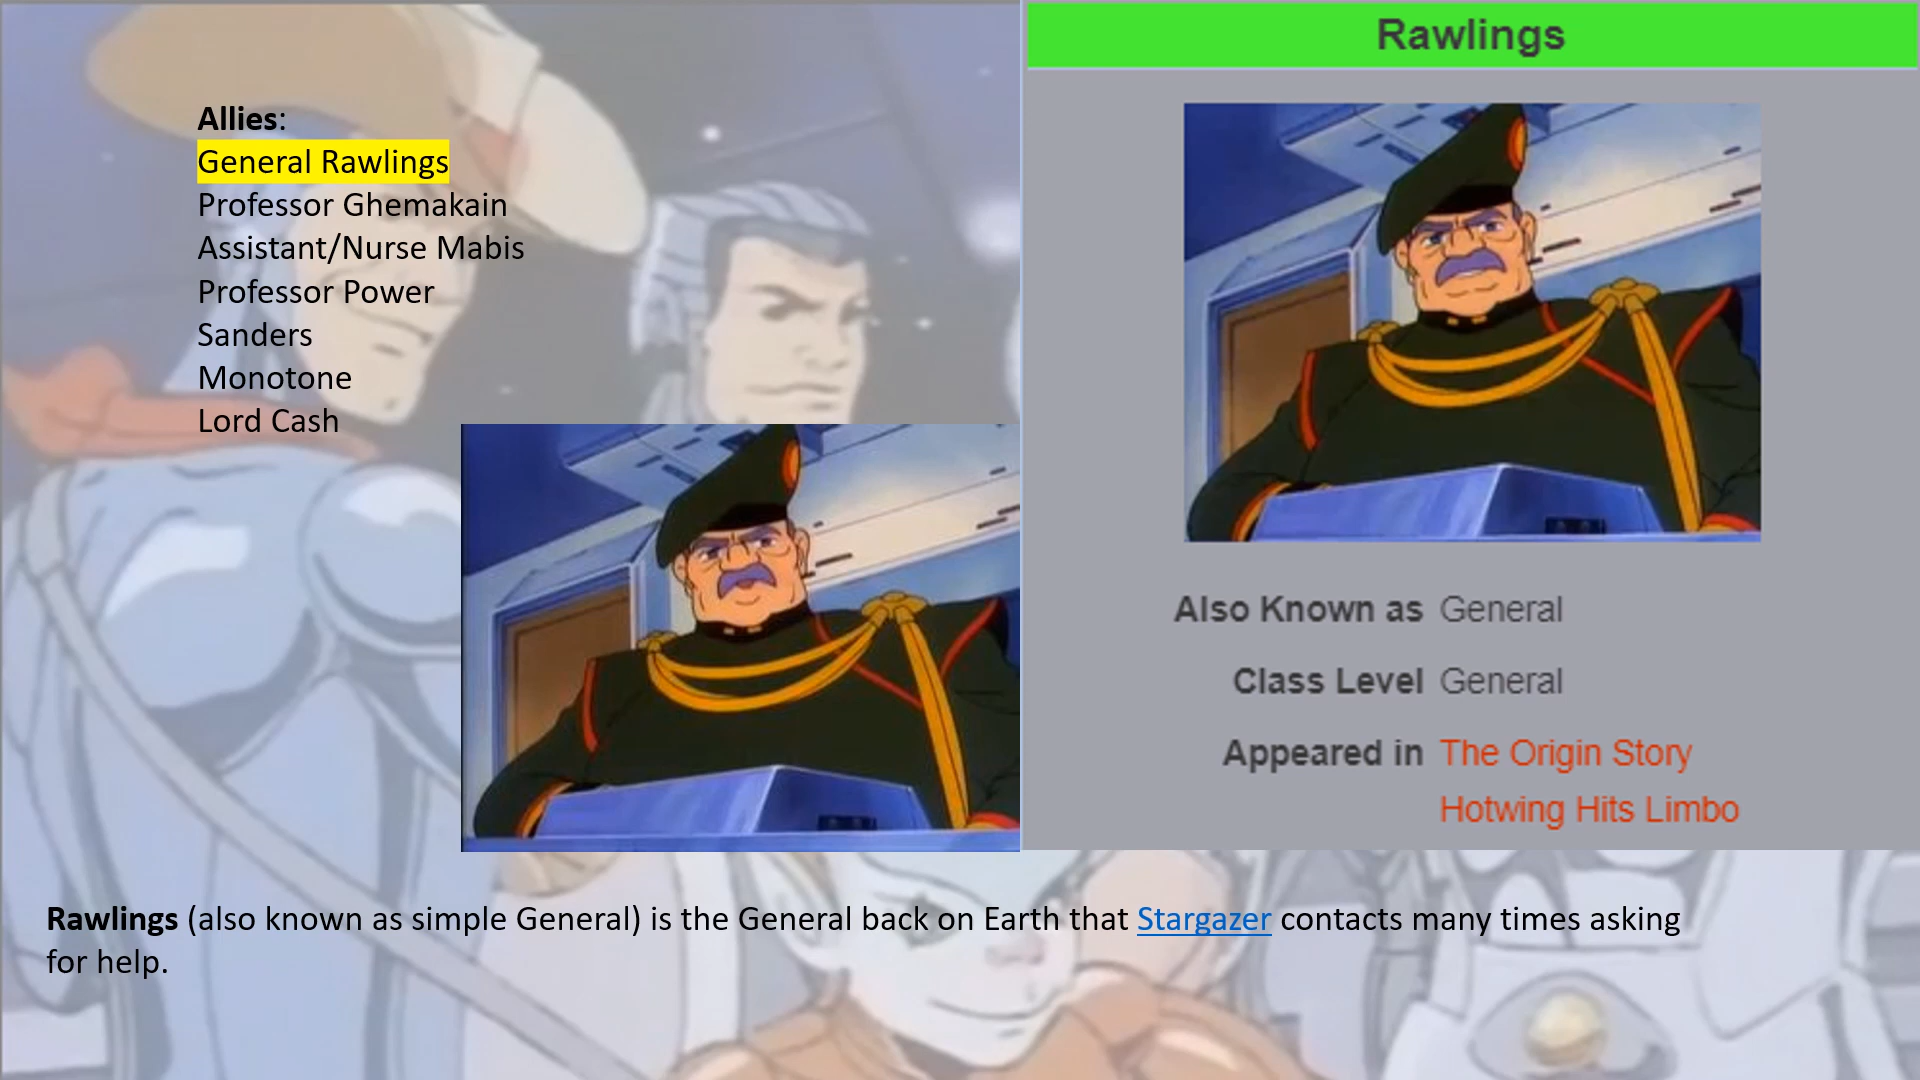 Allies:
General Rawlings
Professor Ghemakain
Assistant/Nurse Mabis
Professor Power
Sanders
Monotone
Lord Cash
Rawlings
Also Known as General
Class Level General
Appeared in The Origin Story
Hotwing Hits Limbo
Rawlings (also known as simple General) is the General back on Earth that Stargazer contacts many times asking
for help.